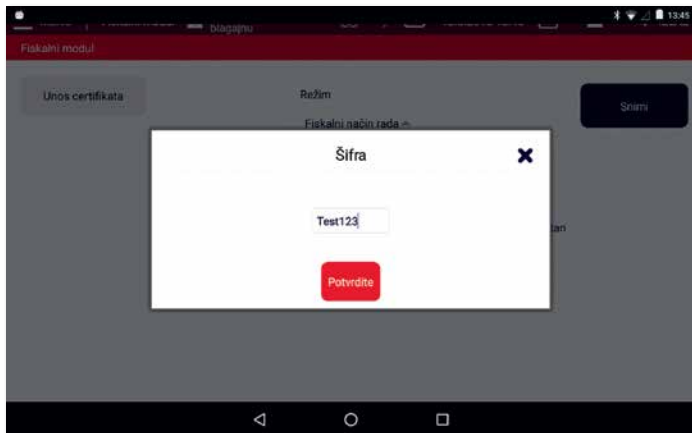 13:45
blagajnu
Fiskalni modul
Unos certifikata
Režim
Snimi
Fiskalni način rada
Šifra
Test123
Potvrdite